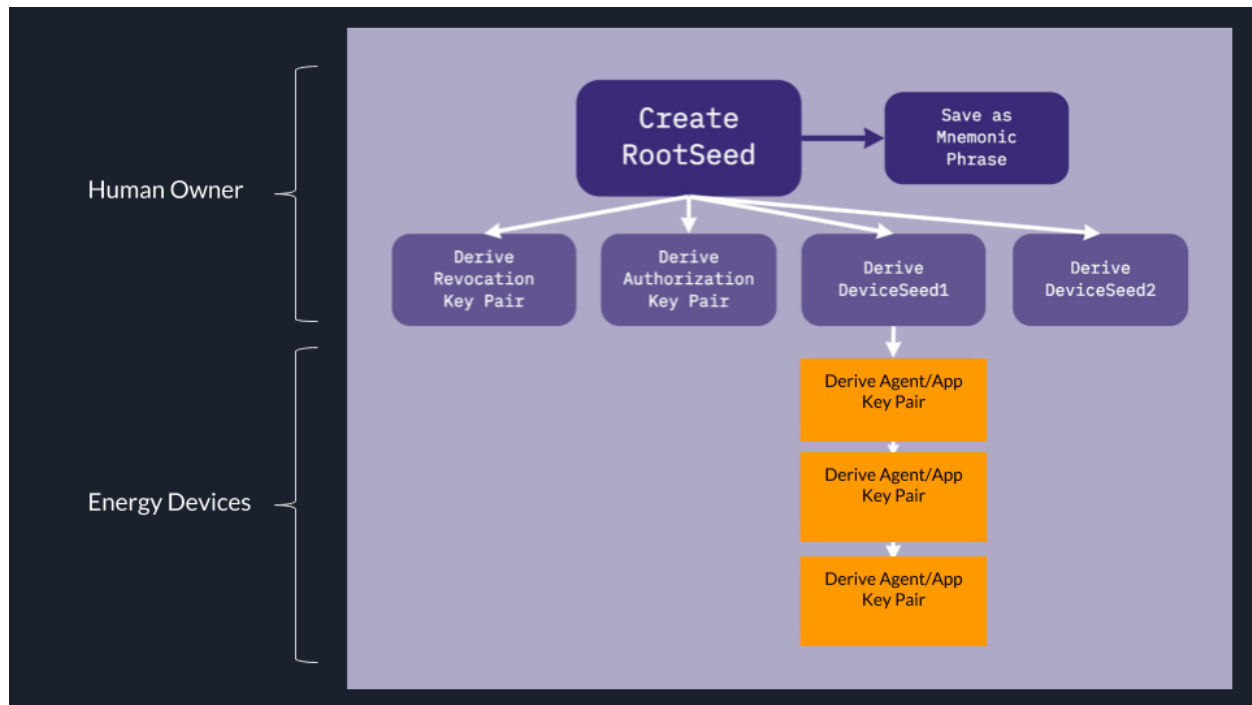 Human Owner
Create
RootSeed
Save as
Mnemonic
Phrase
Derive
Revocation
Key Pair
Derive
Authorization
Key Pair
Derive
DeviceSeed1
Derive
DeviceSeed2
Energy Devices
Derive Agent/App
Key Pair
Derive Agent/App
Key Pair
Derive Agent/App
Key Pair